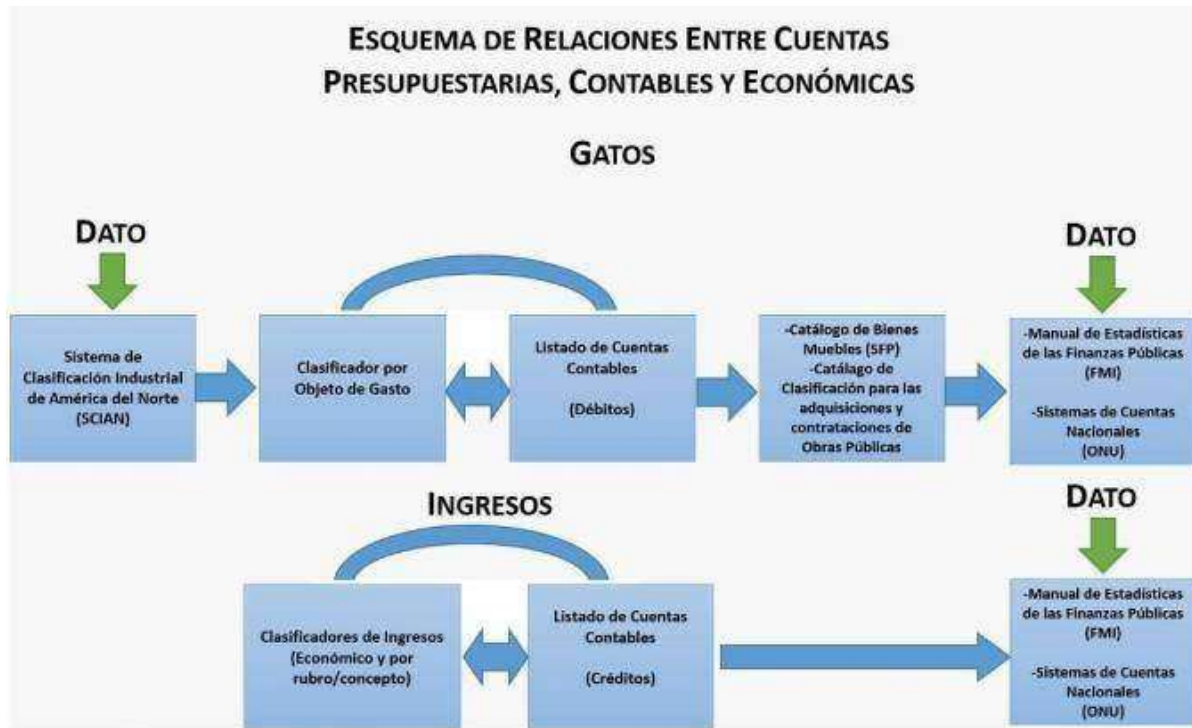 ESQUEMA DE RELACIONES ENTRE CUENTAS
PRESUPUESTARIAS, CONTABLES Y ECONÓMICAS
GATOS
DATO
DATO
Sistema de
Clasificación Industrial
de América del Norte
(SCIAN)
Clasificador por
Objeto de Gasto
Listado de Cuentas
Contables
(Débitos)
-Catálogo de Bienes
Muebles (SFP)
-Catálago de
Clasificación para las
adquisiciones y
contrataciones de
Obras Públicas
-Manual de Estadísticas
de las Finanzas Públicas
(FMI)
-Sistemas de Cuentas
Nacionales
(ONU)
INGRESOS
DATO
Clasificadores de Ingresos
(Económico y por
rubro/concepto)
Listado de Cuentas
Contables
(Créditos)
-Manual de Estadísticas
de las Finanzas Públicas
(FMI)
-Sistemas de Cuentas
Nacionales
(ONU)